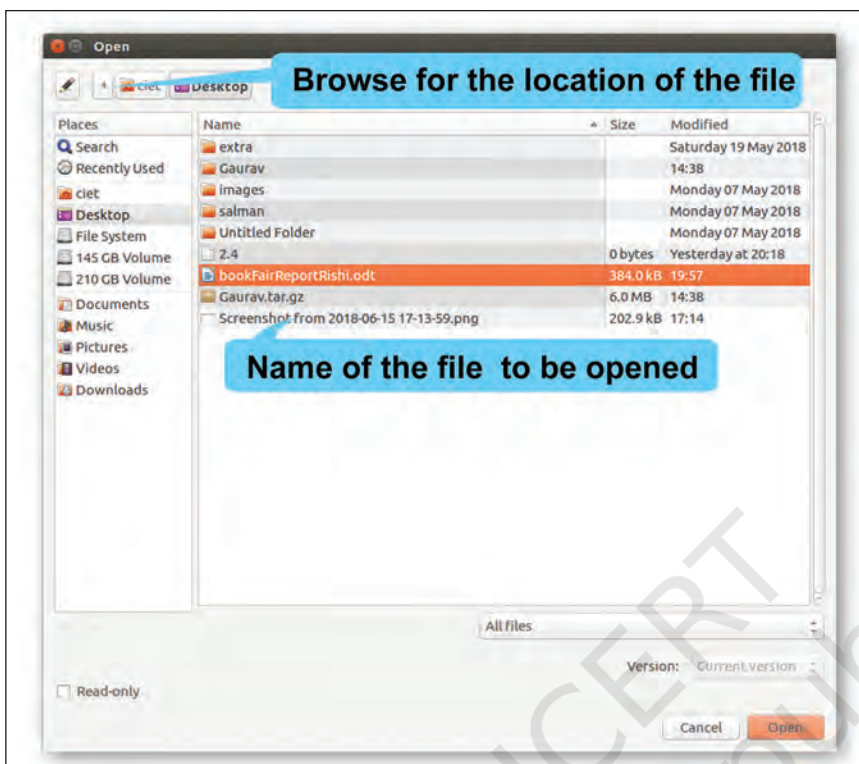 Open
ciet Desktop
Browse for the location of the file
Places Name Size Modified
Search extra Saturday 19 May 2018
Recently Used Gaurav 14:38
ciet images Monday 07 May 2018
Desktop salman Monday 07 May 2018
File System Untitled Folder Monday 07 May 2018
145 GB Volume 2.4 0 bytes Yesterday at 20:18
210 GB Volume bookFairReportRishi.odt 384.0 kB 19:57
Documents Gaurav.tar.gz 6.0 MB 14:38
Music Screenshot from 2018-06-15 17-13-59.png 202.9 kB 17:14
Pictures
Videos
Downloads
Name of the file to be opened
All files
Version: Current version
Read-only
Cancel Open